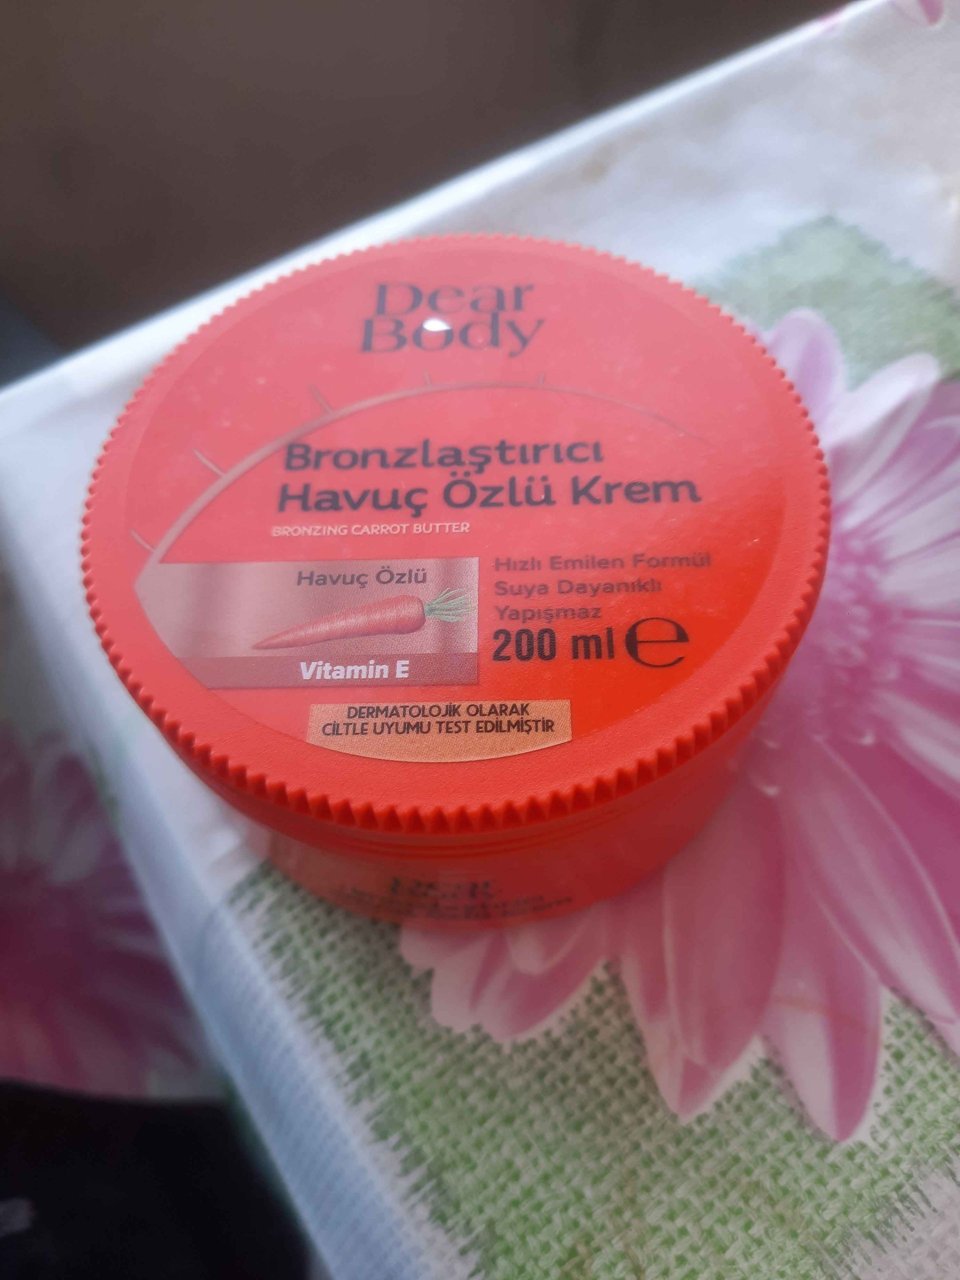 Dear
Body
Bronzlaştırıcı
Havuç Özlü Krem
BRONZING CARROT BUTTER
Havuç Özlü
Vitamin E
Hızlı Emilen Formül
Suya Dayanıklı
Yapışmaz
200 ml e
DERMATOLOJİK OLARAK
CİLTLE UYUMU TEST EDİLMİŞTİR